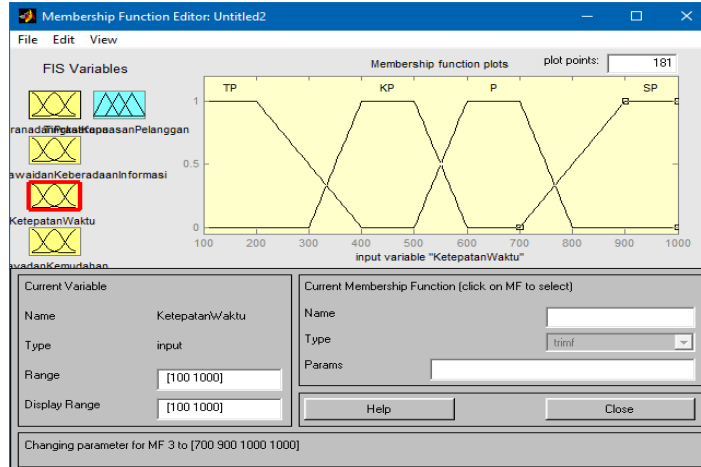 Membership Function Editor: Untitled2
File Edit View
FIS Variables
Membership function plots
plot points: 181
TP KP P SP
1
0.5
0
100 200 300 400 500 600 700 800 900 1000
input variable "KetepatanWaktu"
asanPelanggan
awaidanKeberadaanInformasi
KetepatanWaktu
avadanKemudahan
Current Variable
Name KetepatanWaktu
Type input
Range [100 1000]
Display Range [100 1000]
Current Membership Function (click on MF to select)
Name
Type trimf
Params
Help Close
Changing parameter for MF 3 to [700 900 1000 1000]